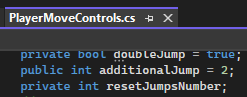 PlayerMoveControls.cs
private bool doubleJump = true;
public int additionalJump = 2;
private int resetJumpsNumber;